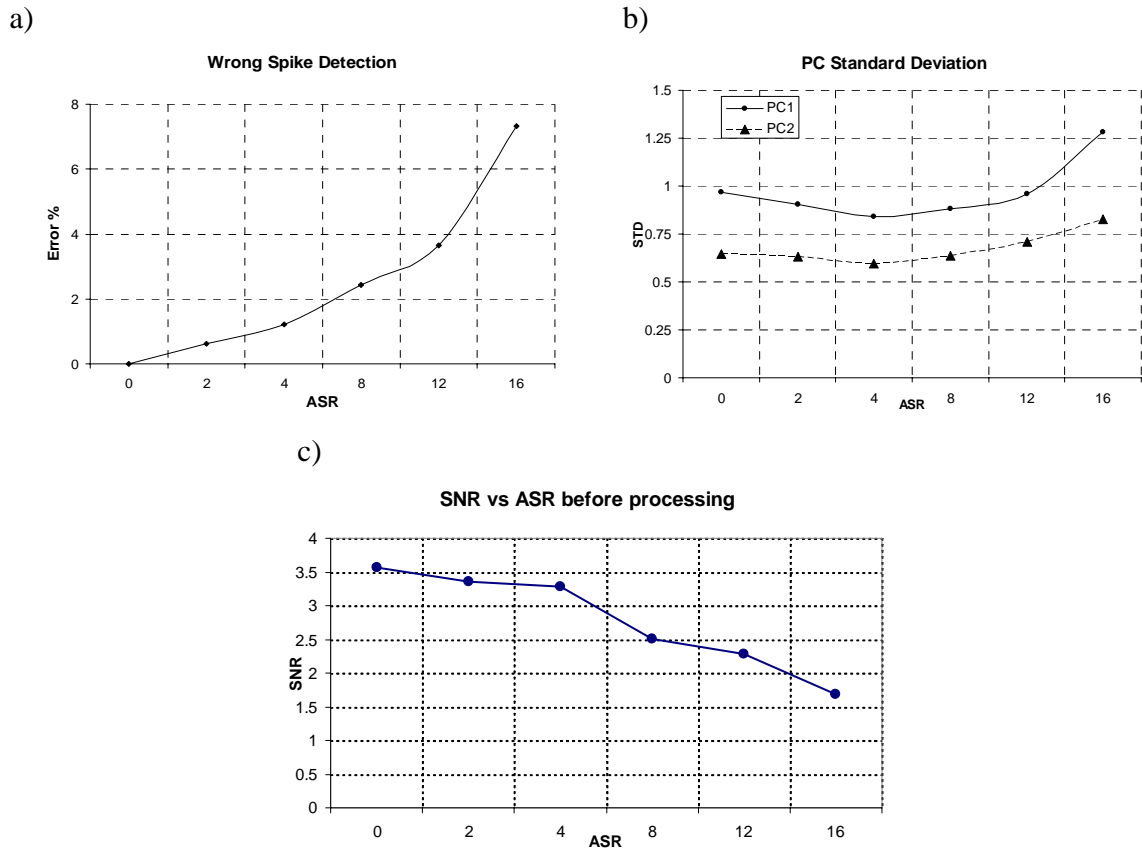 a)
Wrong Spike Detection
8
6
4
2
0
Error %
0 2 4 8 12 16
ASR
b)
PC Standard Deviation
1.5
1.25
1
0.75
0.5
0.25
0
STD
PC1
PC2
0 2 4 8 12 16
ASR
c)
SNR vs ASR before processing
4
3.5
3
2.5
2
1.5
1
0.5
0
SNR
0 2 4 8 12 16
ASR